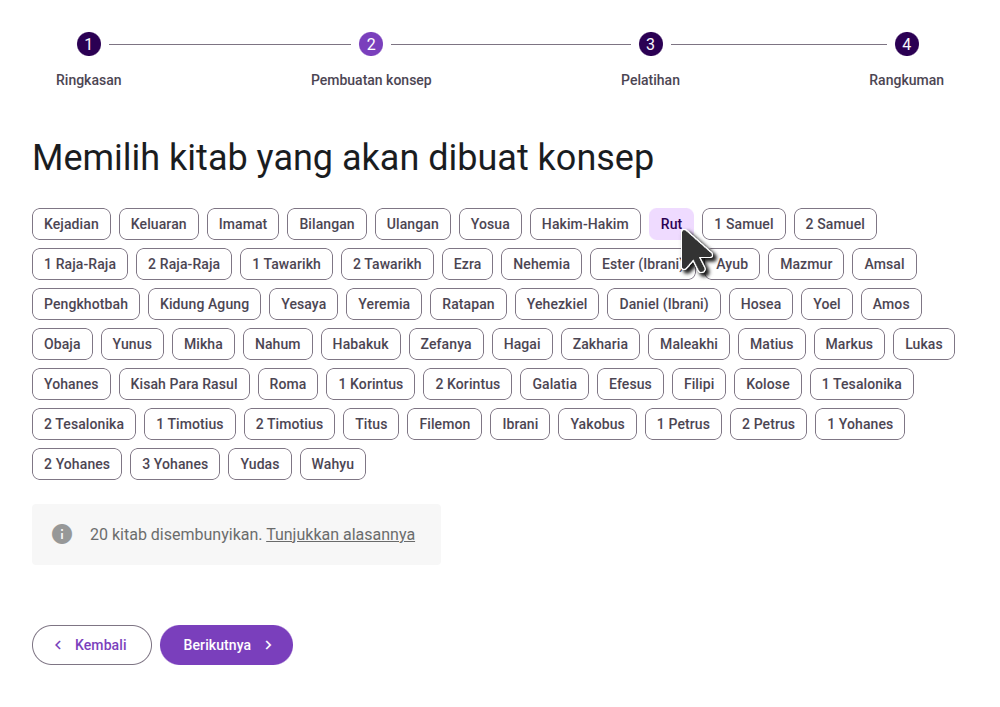 1 2 3 4
Ringkasan Pembuatan konsep Pelatihan Rangkuman
Memilih kitab yang akan dibuat konsep
Kejadian Keluaran Imamat Bilangan Ulangan Yosua Hakim-Hakim Rut 1 Samuel 2 Samuel
1 Raja-Raja 2 Raja-Raja 1 Tawarikh 2 Tawarikh Ezra Nehemia Ester (Ibrani) Ayub Mazmur Amsal
Pengkhotbah Kidung Agung Yesaya Yeremia Ratapan Yehezkiel Daniel (Ibrani) Hosea Yoel Amos
Obaja Yunus Mikha Nahum Habakuk Zefanya Hagai Zakharia Maleakhi Matius Markus Lukas
Yohanes Kisah Para Rasul Roma 1 Korintus 2 Korintus Galatia Efesus Filipi Kolose 1 Tesalonika
2 Tesalonika 1 Timotius 2 Timotius Titus Filemon Ibrani Yakobus 1 Petrus 2 Petrus 1 Yohanes
2 Yohanes 3 Yohanes Yudas Wahyu
20 kitab disembunyikan. Tunjukkan alasannya
Kembali Berikutnya